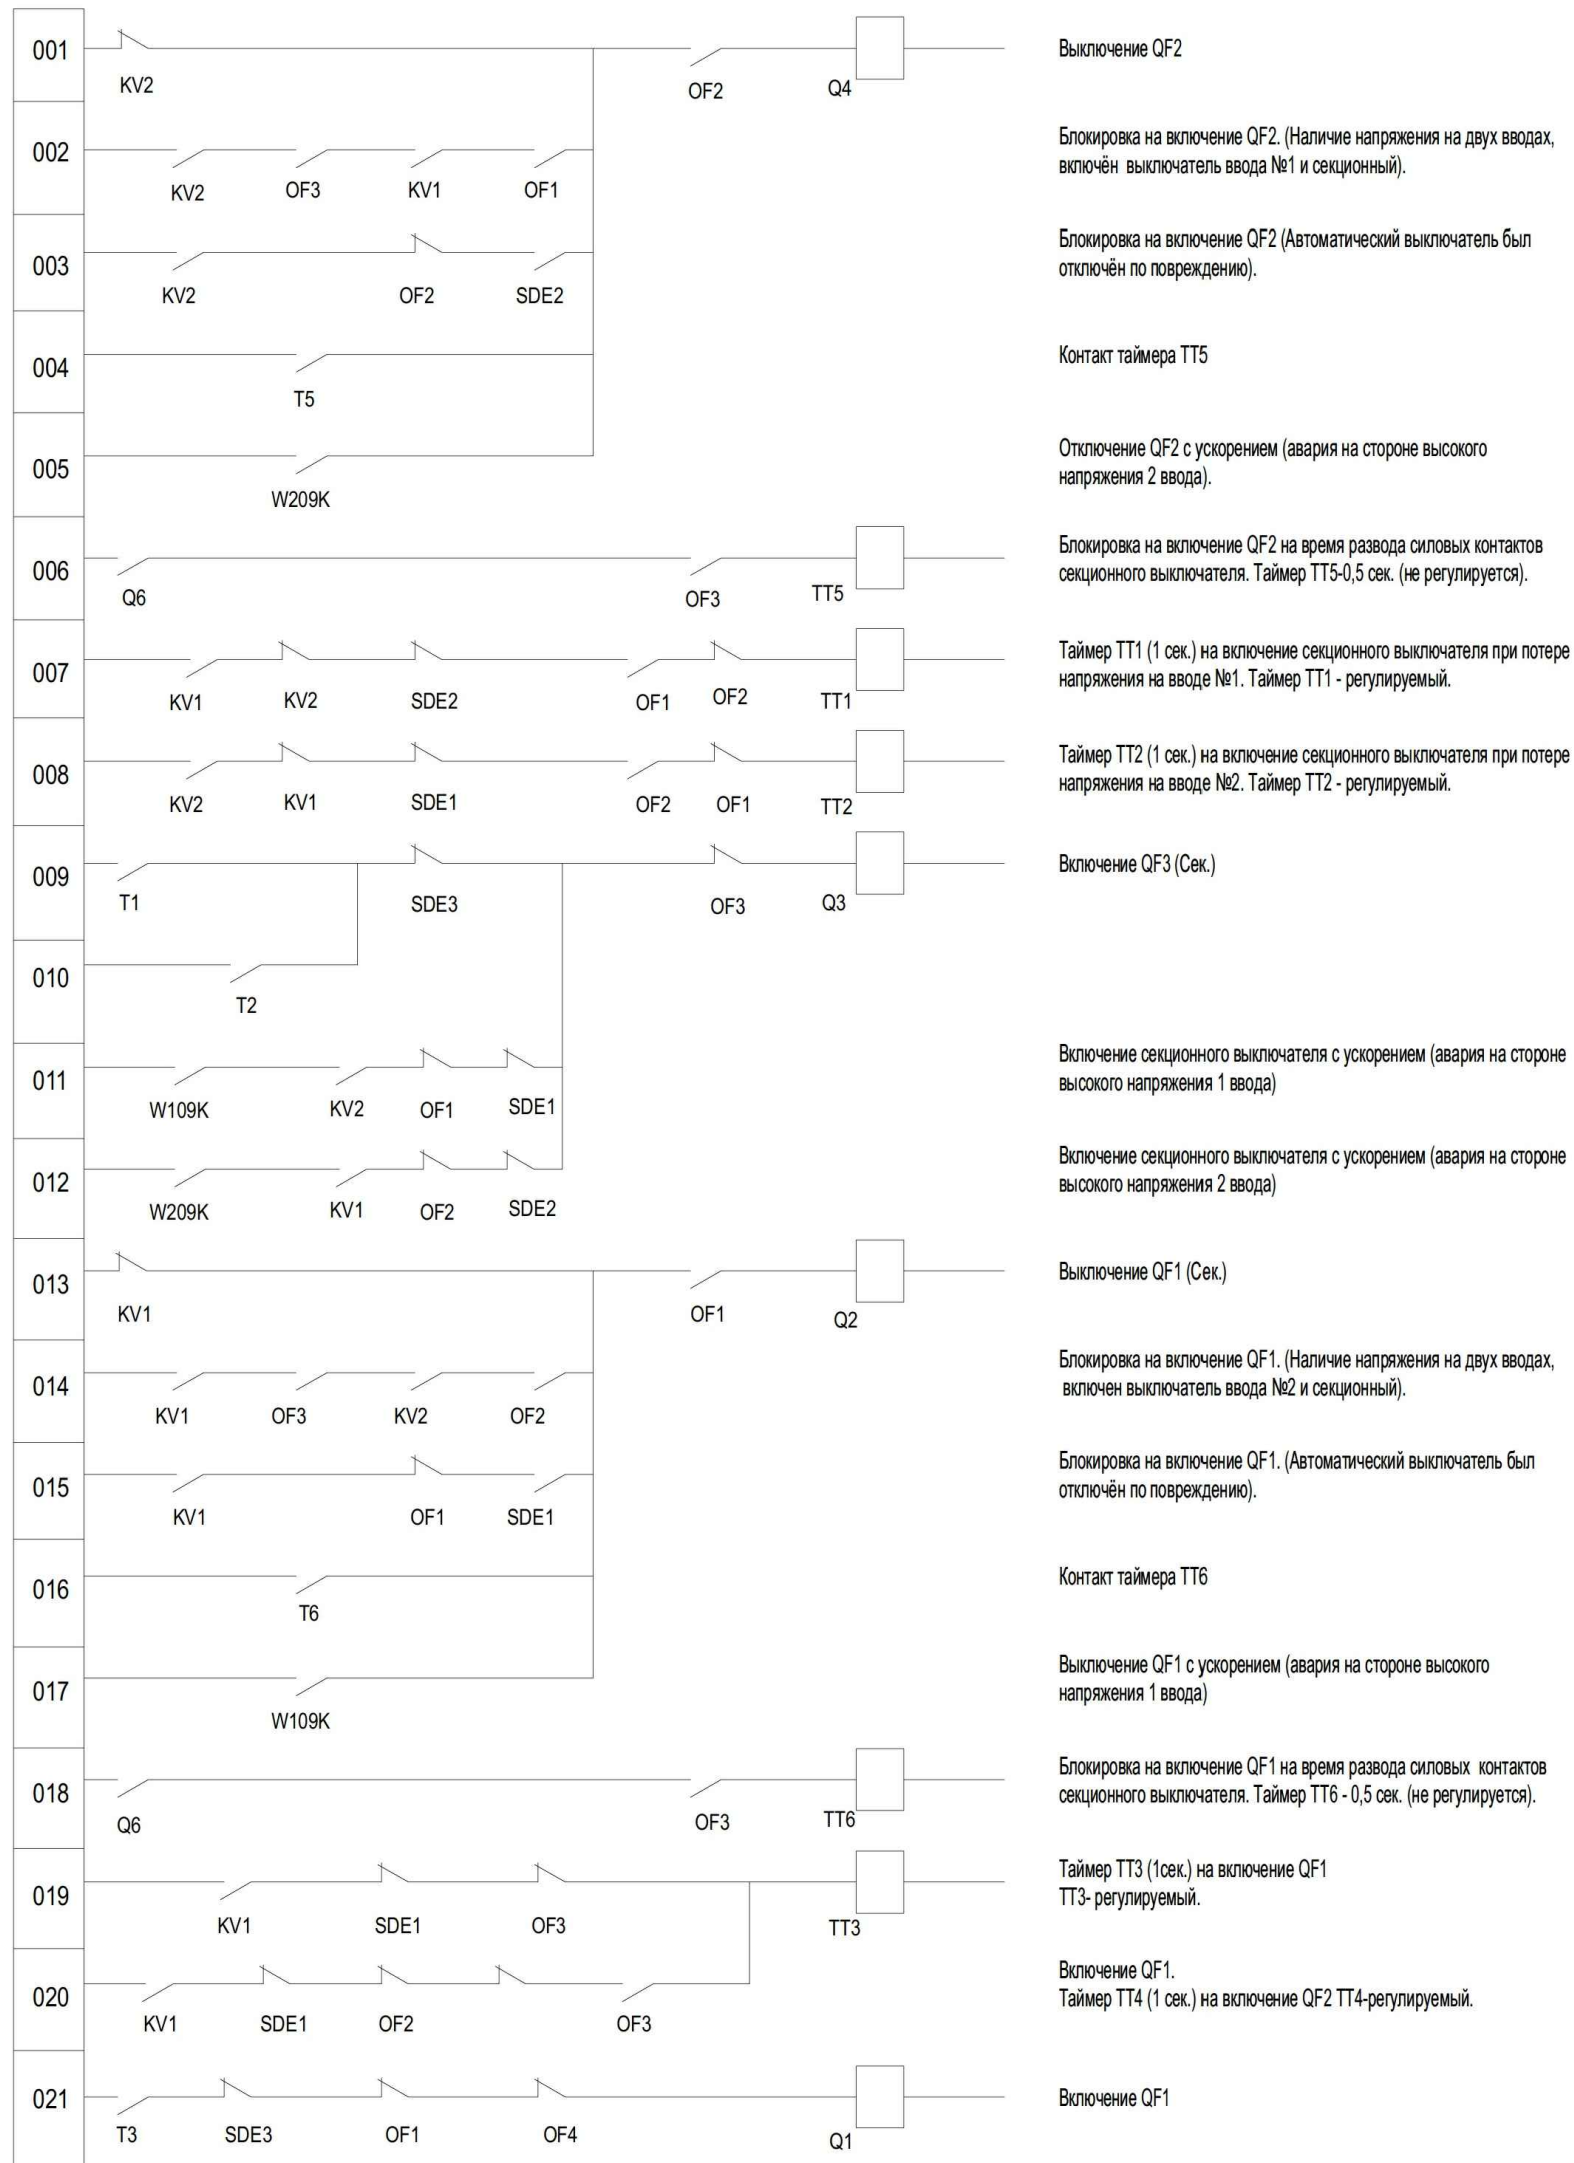 001
KV2
OF2
Q4
Выключение QF2
002
KV2
OF3
KV1
OF1
Блокировка на включение QF2. (Наличие напряжения на двух вводах,
включён выключатель ввода №1 и секционный).
003
KV2
OF2
SDE2
Блокировка на включение QF2 (Автоматический выключатель был
отключён по повреждению).
004
T5
Контакт таймера TT5
005
W209K
Отключение QF2 с ускорением (авария на стороне высокого
напряжения 2 ввода).
006
Q6
OF3
TT5
Блокировка на включение QF2 на время развода силовых контактов
секционного выключателя. Таймер TT5-0,5 сек. (не регулируется).
007
KV1
KV2
SDE2
OF1
OF2
TT1
Таймер TT1 (1 сек.) на включение секционного выключателя при потере
напряжения на вводе №1. Таймер TT1 - регулируемый.
008
KV2
KV1
SDE1
OF2
OF1
TT2
Таймер TT2 (1 сек.) на включение секционного выключателя при потере
напряжения на вводе №2. Таймер TT2 - регулируемый.
009
T1
SDE3
OF3
Q3
Включение QF3 (Сек.)
010
T2
011
W109K
KV2
OF1
SDE1
Включение секционного выключателя с ускорением (авария на стороне
высокого напряжения 1 ввода)
012
W209K
KV1
OF2
SDE2
Включение секционного выключателя с ускорением (авария на стороне
высокого напряжения 2 ввода)
013
KV1
OF1
Q2
Выключение QF1 (Сек.)
014
KV1
OF3
KV2
OF2
Блокировка на включение QF1. (Наличие напряжения на двух вводах,
включен выключатель ввода №2 и секционный).
015
KV1
OF1
SDE1
Блокировка на включение QF1. (Автоматический выключатель был
отключён по повреждению).
016
T6
Контакт таймера TT6
017
W109K
Выключение QF1 с ускорением (авария на стороне высокого
напряжения 1 ввода)
018
Q6
OF3
TT6
Блокировка на включение QF1 на время развода силовых контактов
секционного выключателя. Таймер TT6 - 0,5 сек. (не регулируется).
019
KV1
SDE1
OF3
TT3
Таймер TT3 (1сек.) на включение QF1
TT3- регулируемый.
020
KV1
SDE1
OF2
OF3
Включение QF1.
Таймер TT4 (1 сек.) на включение QF2 TT4-регулируемый.
021
T3
SDE3
OF1
OF4
Q1
Включение QF1